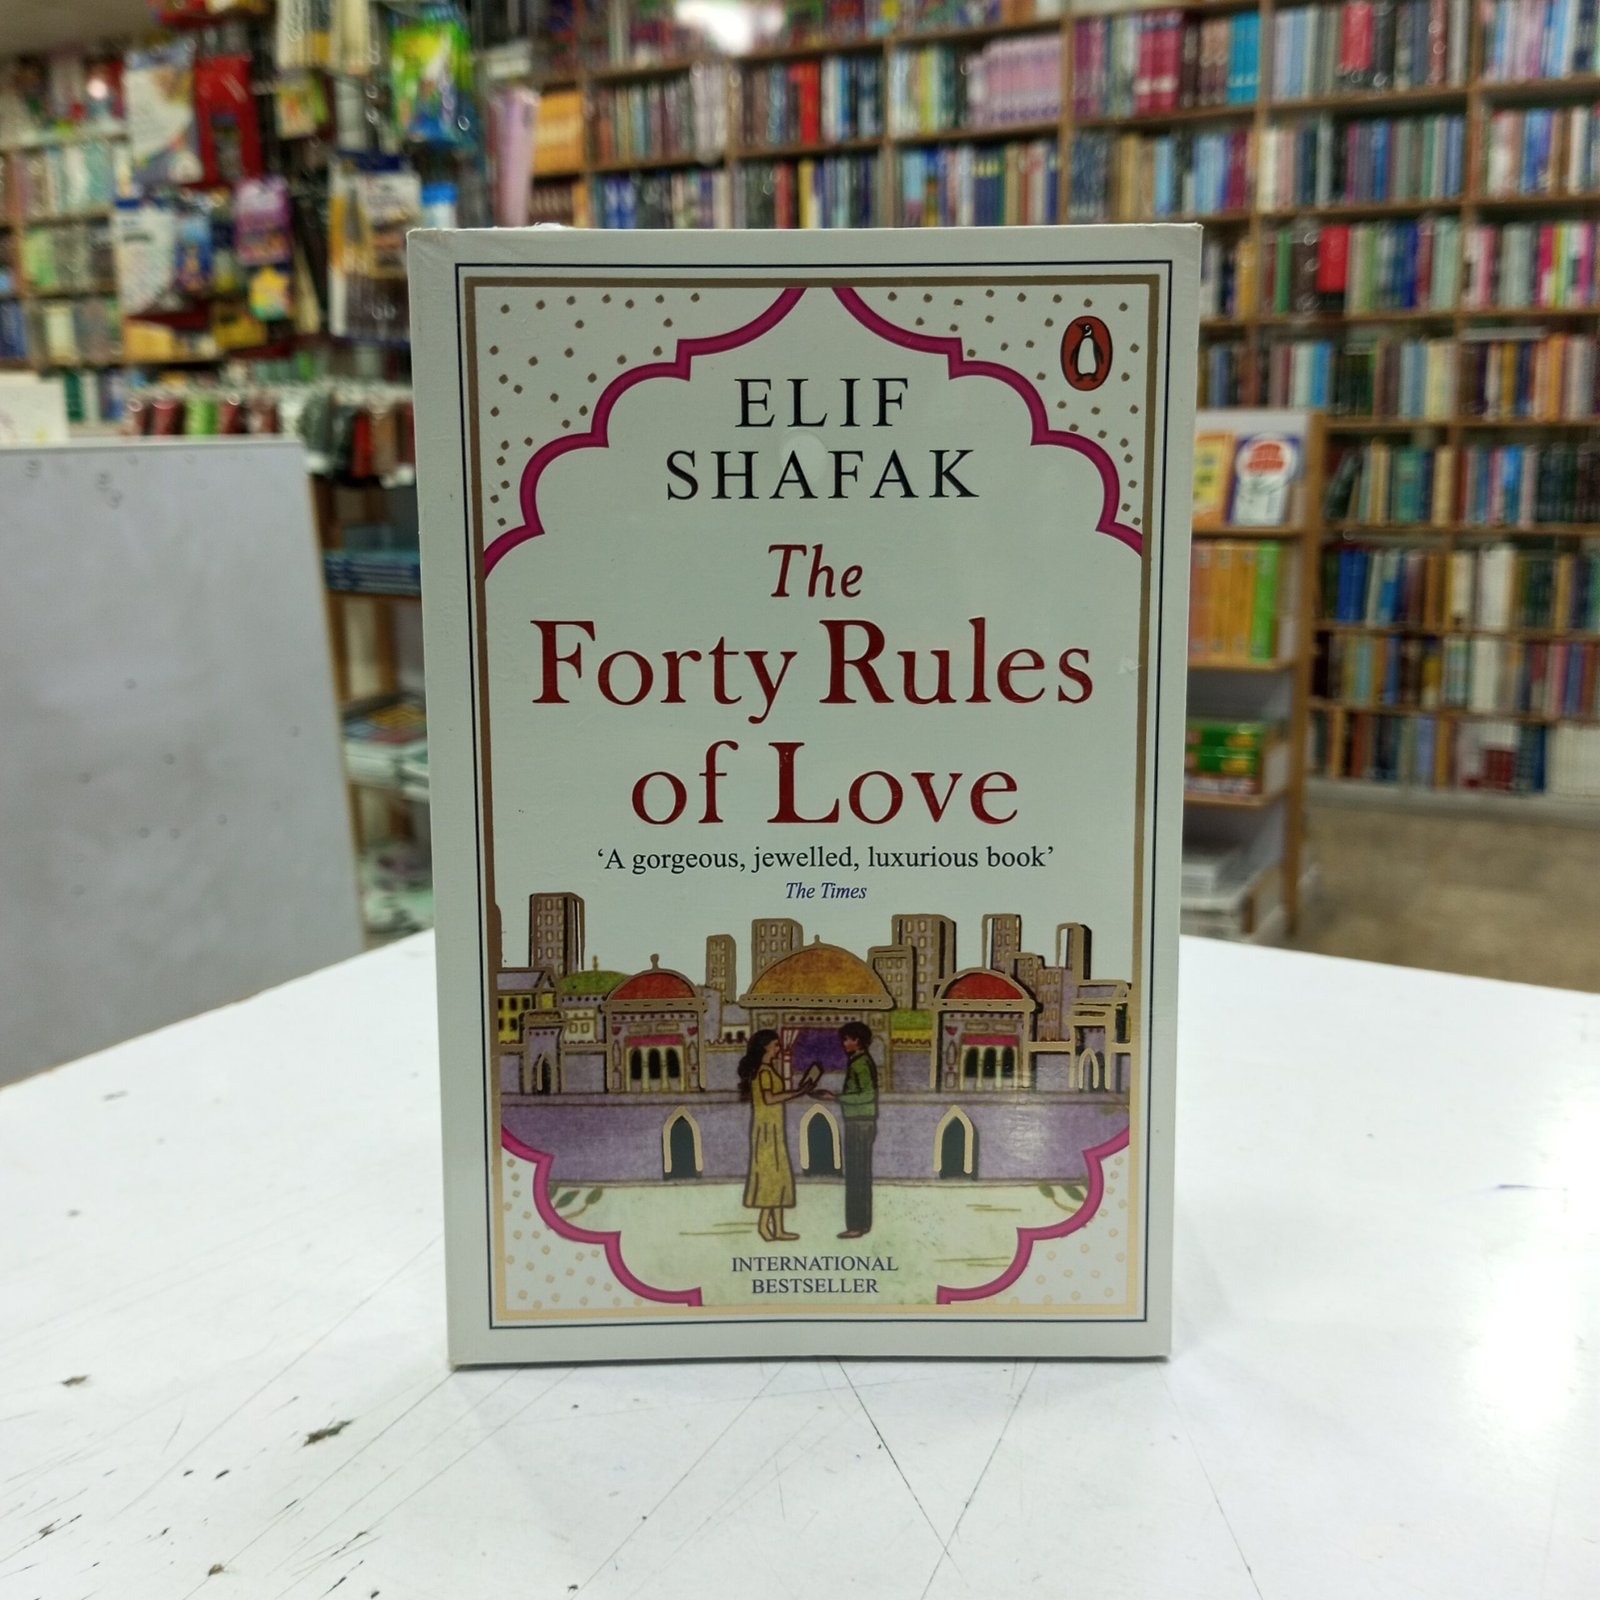 ELIF
SHAFAK
The
Forty Rules
of Love
‘A gorgeous, jewelled, luxurious book’
The Times
INTERNATIONAL
BESTSELLER